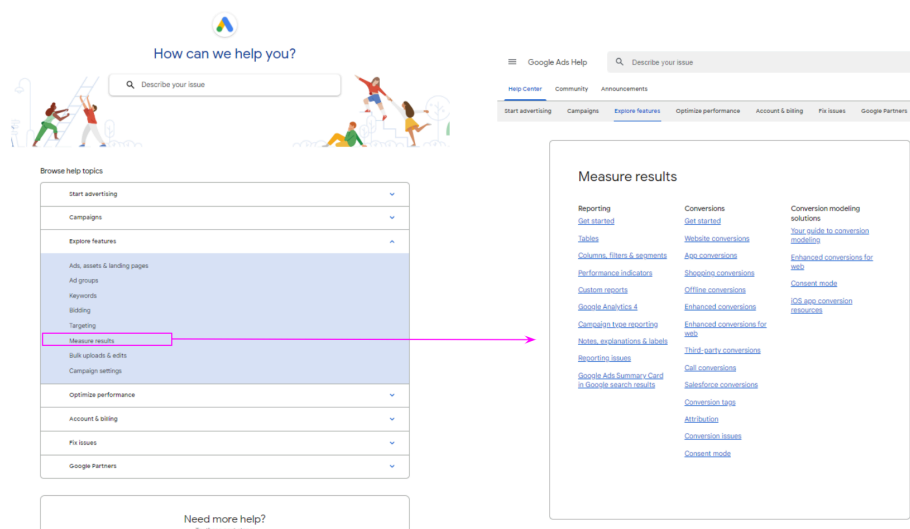 How can we help you?
Describe your issue
Browse help topics
Start advertising
Campaigns
Explore features
Ads, assets & landing pages
Ad groups
Keywords
Bidding
Targeting
Measure results
Bulk uploads & edits
Campaign settings
Optimize performance
Account & billing
Fix issues
Google Partners
Need more help?
Google Ads Help
Describe your issue
Help Center
Community
Announcements
Start advertising
Campaigns
Explore features
Optimize performance
Account & billing
Fix issues
Google Partners
Measure results
Reporting
Get started
Tables
Columns, filters & segments
Performance indicators
Custom reports
Google Analytics 4
Campaign type reporting
Notes, explanations & labels
Reporting issues
Google Ads Summary Card
in Google search results
Conversions
Get started
Website conversions
App conversions
Shopping conversions
Offline conversions
Enhanced conversions
Enhanced conversions for
web
Third-party conversions
Call conversions
Salesforce conversions
Conversion tags
Attribution
Conversion issues
Consent mode
Conversion modeling
solutions
Your guide to conversion
modeling
Enhanced conversions for
web
Consent mode
iOS app conversion
resources